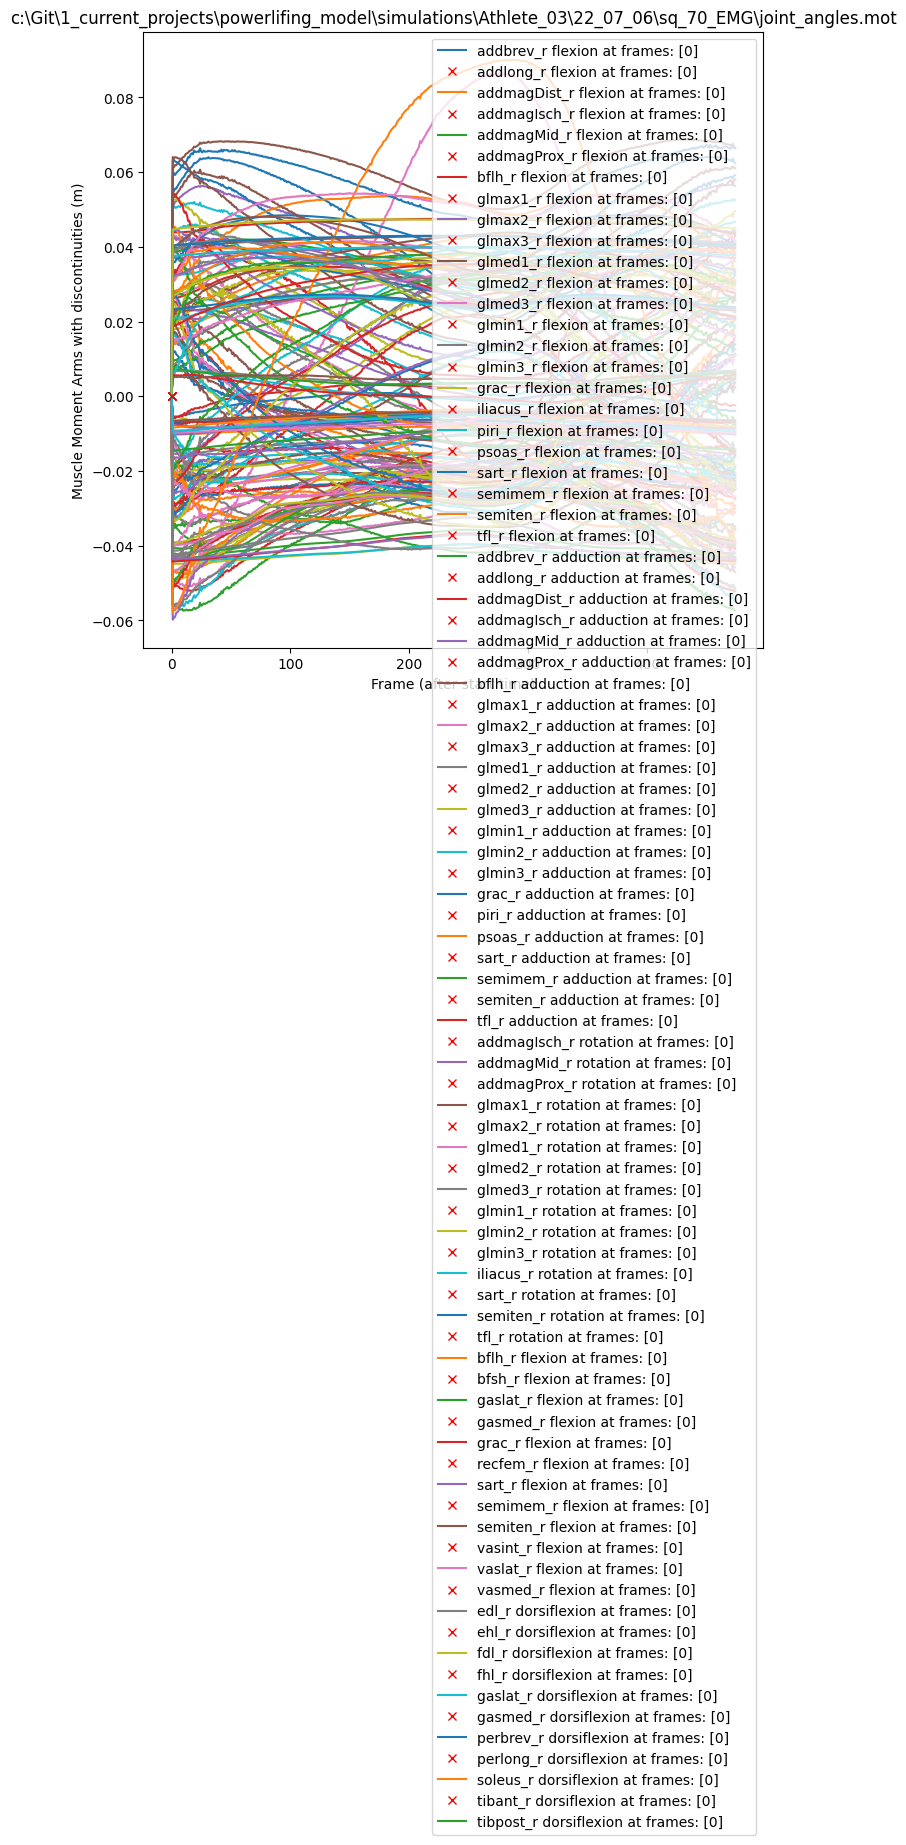 c:\Git\1_current_projects\powerlifing_model\simulations\Athlete_03\22_07_06\sq_70_EMG\joint_angles.mot
Muscle Moment Arms with discontinuities (m)
0.08
0.06
0.04
0.02
0.00
−0.02
−0.04
−0.06
0
100
200
Frame (after start time)
addbrev_r flexion at frames: [0]
addlong_r flexion at frames: [0]
addmagDist_r flexion at frames: [0]
addmagIsch_r flexion at frames: [0]
addmagMid_r flexion at frames: [0]
addmagProx_r flexion at frames: [0]
bflh_r flexion at frames: [0]
glmax1_r flexion at frames: [0]
glmax2_r flexion at frames: [0]
glmax3_r flexion at frames: [0]
glmed1_r flexion at frames: [0]
glmed2_r flexion at frames: [0]
glmed3_r flexion at frames: [0]
glmin1_r flexion at frames: [0]
glmin2_r flexion at frames: [0]
glmin3_r flexion at frames: [0]
grac_r flexion at frames: [0]
iliacus_r flexion at frames: [0]
piri_r flexion at frames: [0]
psoas_r flexion at frames: [0]
sart_r flexion at frames: [0]
semimem_r flexion at frames: [0]
semiten_r flexion at frames: [0]
tfl_r flexion at frames: [0]
addbrev_r adduction at frames: [0]
addlong_r adduction at frames: [0]
addmagDist_r adduction at frames: [0]
addmagIsch_r adduction at frames: [0]
addmagMid_r adduction at frames: [0]
addmagProx_r adduction at frames: [0]
bflh_r adduction at frames: [0]
glmax1_r adduction at frames: [0]
glmax2_r adduction at frames: [0]
glmax3_r adduction at frames: [0]
glmed1_r adduction at frames: [0]
glmed2_r adduction at frames: [0]
glmed3_r adduction at frames: [0]
glmin1_r adduction at frames: [0]
glmin2_r adduction at frames: [0]
glmin3_r adduction at frames: [0]
grac_r adduction at frames: [0]
piri_r adduction at frames: [0]
psoas_r adduction at frames: [0]
sart_r adduction at frames: [0]
semimem_r adduction at frames: [0]
semiten_r adduction at frames: [0]
tfl_r adduction at frames: [0]
addmagIsch_r rotation at frames: [0]
addmagMid_r rotation at frames: [0]
addmagProx_r rotation at frames: [0]
glmax1_r rotation at frames: [0]
glmax2_r rotation at frames: [0]
glmed1_r rotation at frames: [0]
glmed2_r rotation at frames: [0]
glmed3_r rotation at frames: [0]
glmin1_r rotation at frames: [0]
glmin2_r rotation at frames: [0]
glmin3_r rotation at frames: [0]
iliacus_r rotation at frames: [0]
sart_r rotation at frames: [0]
semiten_r rotation at frames: [0]
tfl_r rotation at frames: [0]
bflh_r flexion at frames: [0]
bfsh_r flexion at frames: [0]
gaslat_r flexion at frames: [0]
gasmed_r flexion at frames: [0]
grac_r flexion at frames: [0]
recfem_r flexion at frames: [0]
sart_r flexion at frames: [0]
semimem_r flexion at frames: [0]
semiten_r flexion at frames: [0]
vasint_r flexion at frames: [0]
vaslat_r flexion at frames: [0]
vasmed_r flexion at frames: [0]
edl_r dorsiflexion at frames: [0]
ehl_r dorsiflexion at frames: [0]
fdl_r dorsiflexion at frames: [0]
fhl_r dorsiflexion at frames: [0]
gaslat_r dorsiflexion at frames: [0]
gasmed_r dorsiflexion at frames: [0]
perbrev_r dorsiflexion at frames: [0]
perlong_r dorsiflexion at frames: [0]
soleus_r dorsiflexion at frames: [0]
tibant_r dorsiflexion at frames: [0]
tibpost_r dorsiflexion at frames: [0]